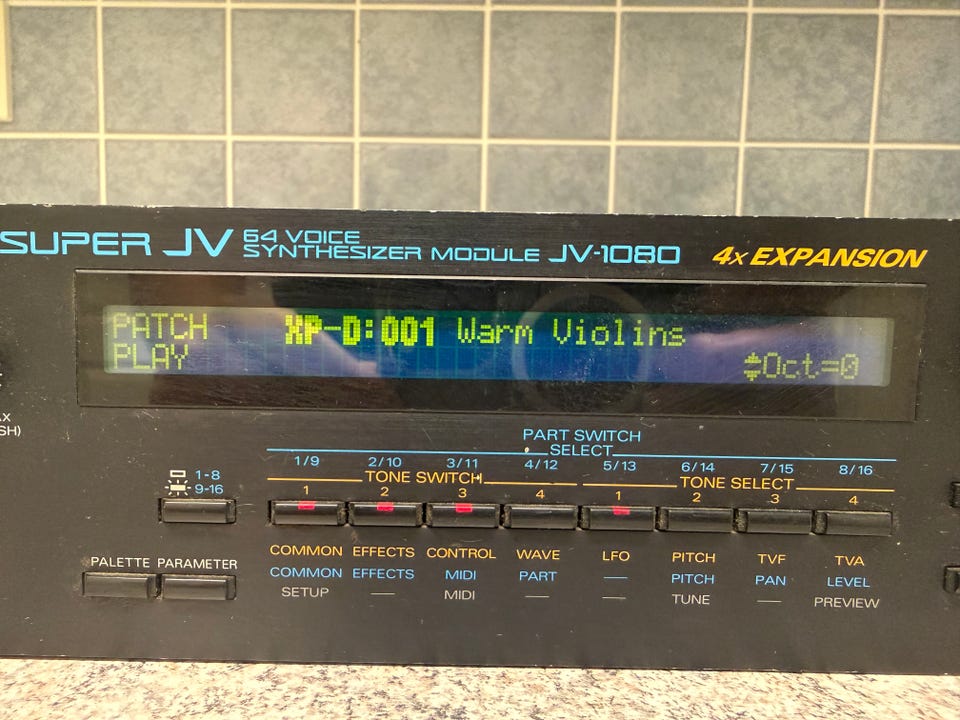 SUPER JV 64 VOICE
SYNTHESIZER MODULE JV-1080 4x EXPANSION
PATCH XP-D:001 Warm Violins
PLAY Oct=0
PART SWITCH
SELECT
1/9 2/10 3/11 4/12 5/13 6/14 7/15 8/16
TONE SWITCH TONE SELECT
1 2 3 4 1 2 3 4
1-8
9-16
PALETTE PARAMETER
COMMON EFFECTS CONTROL WAVE LFO PITCH TVF TVA
COMMON EFFECTS MIDI PART — PITCH PAN LEVEL
SETUP — MIDI — — TUNE — PREVIEW